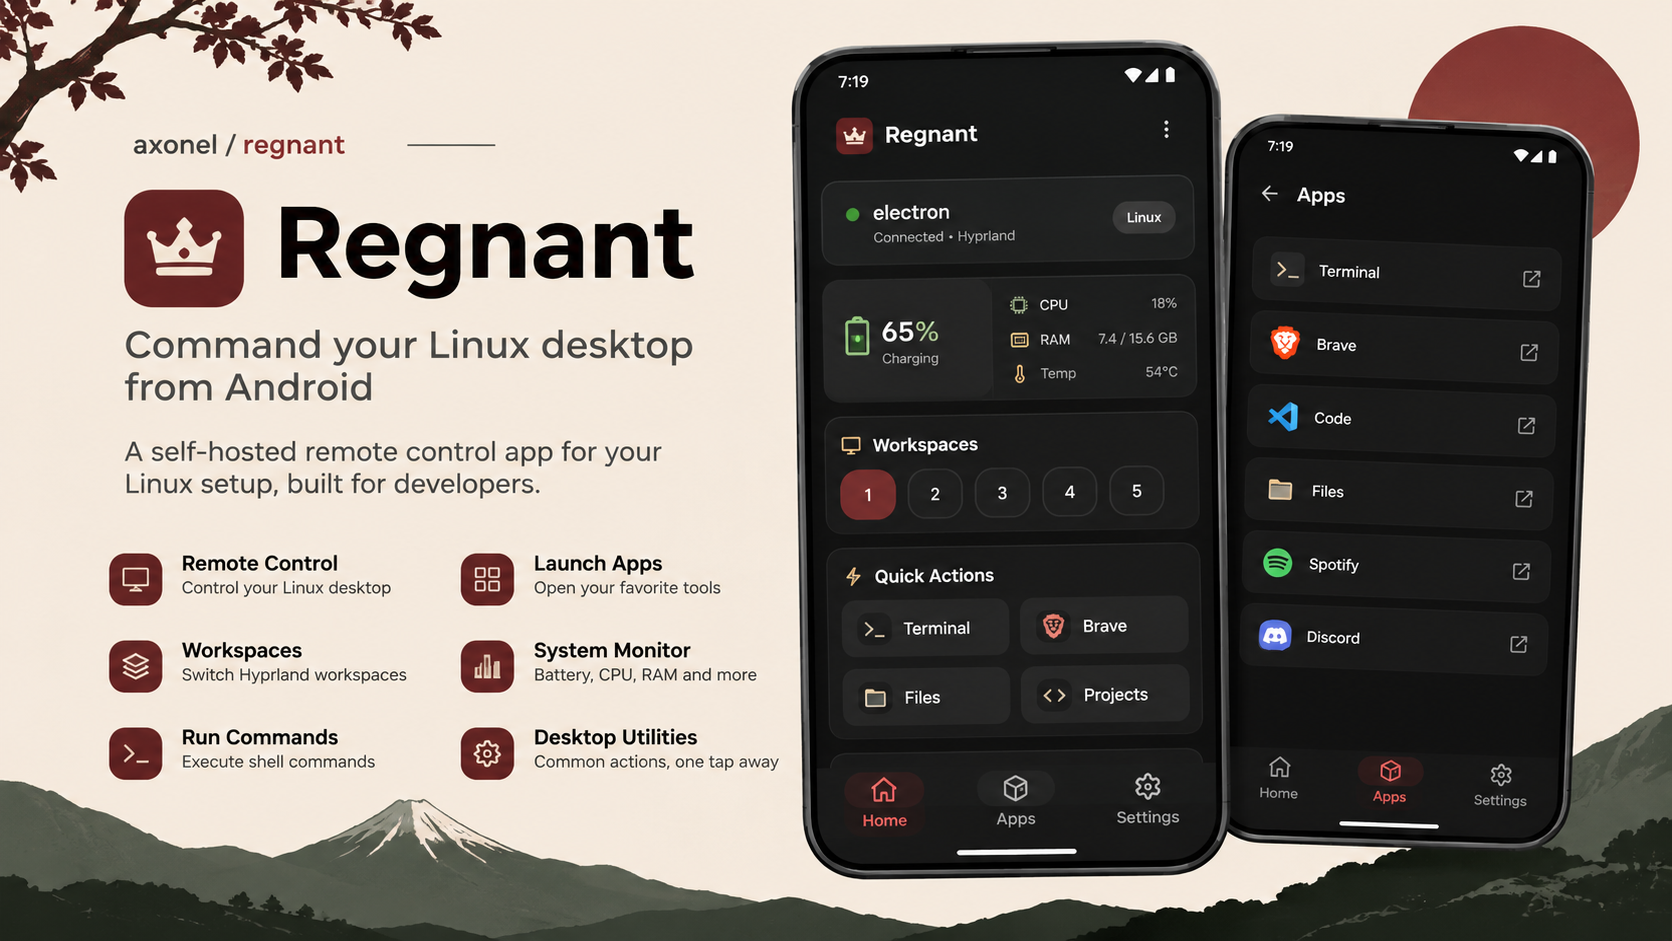 axonel / regnant
Regnant
Command your Linux desktop
from Android
A self-hosted remote control app for your
Linux setup, built for developers.
Remote Control
Control your Linux desktop
Launch Apps
Open your favorite tools
Workspaces
Switch Hyprland workspaces
System Monitor
Battery, CPU, RAM and more
Run Commands
Execute shell commands
Desktop Utilities
Common actions, one tap away
7:19
Regnant
electron
Connected • Hyprland
Linux
65%
Charging
CPU 18%
RAM 7.4 / 15.6 GB
Temp 54°C
Workspaces
1 2 3 4 5
Quick Actions
Terminal
Brave
Files
Projects
Home
Apps
Settings
7:19
Apps
Terminal
Brave
Code
Files
Spotify
Discord
Home
Apps
Settings